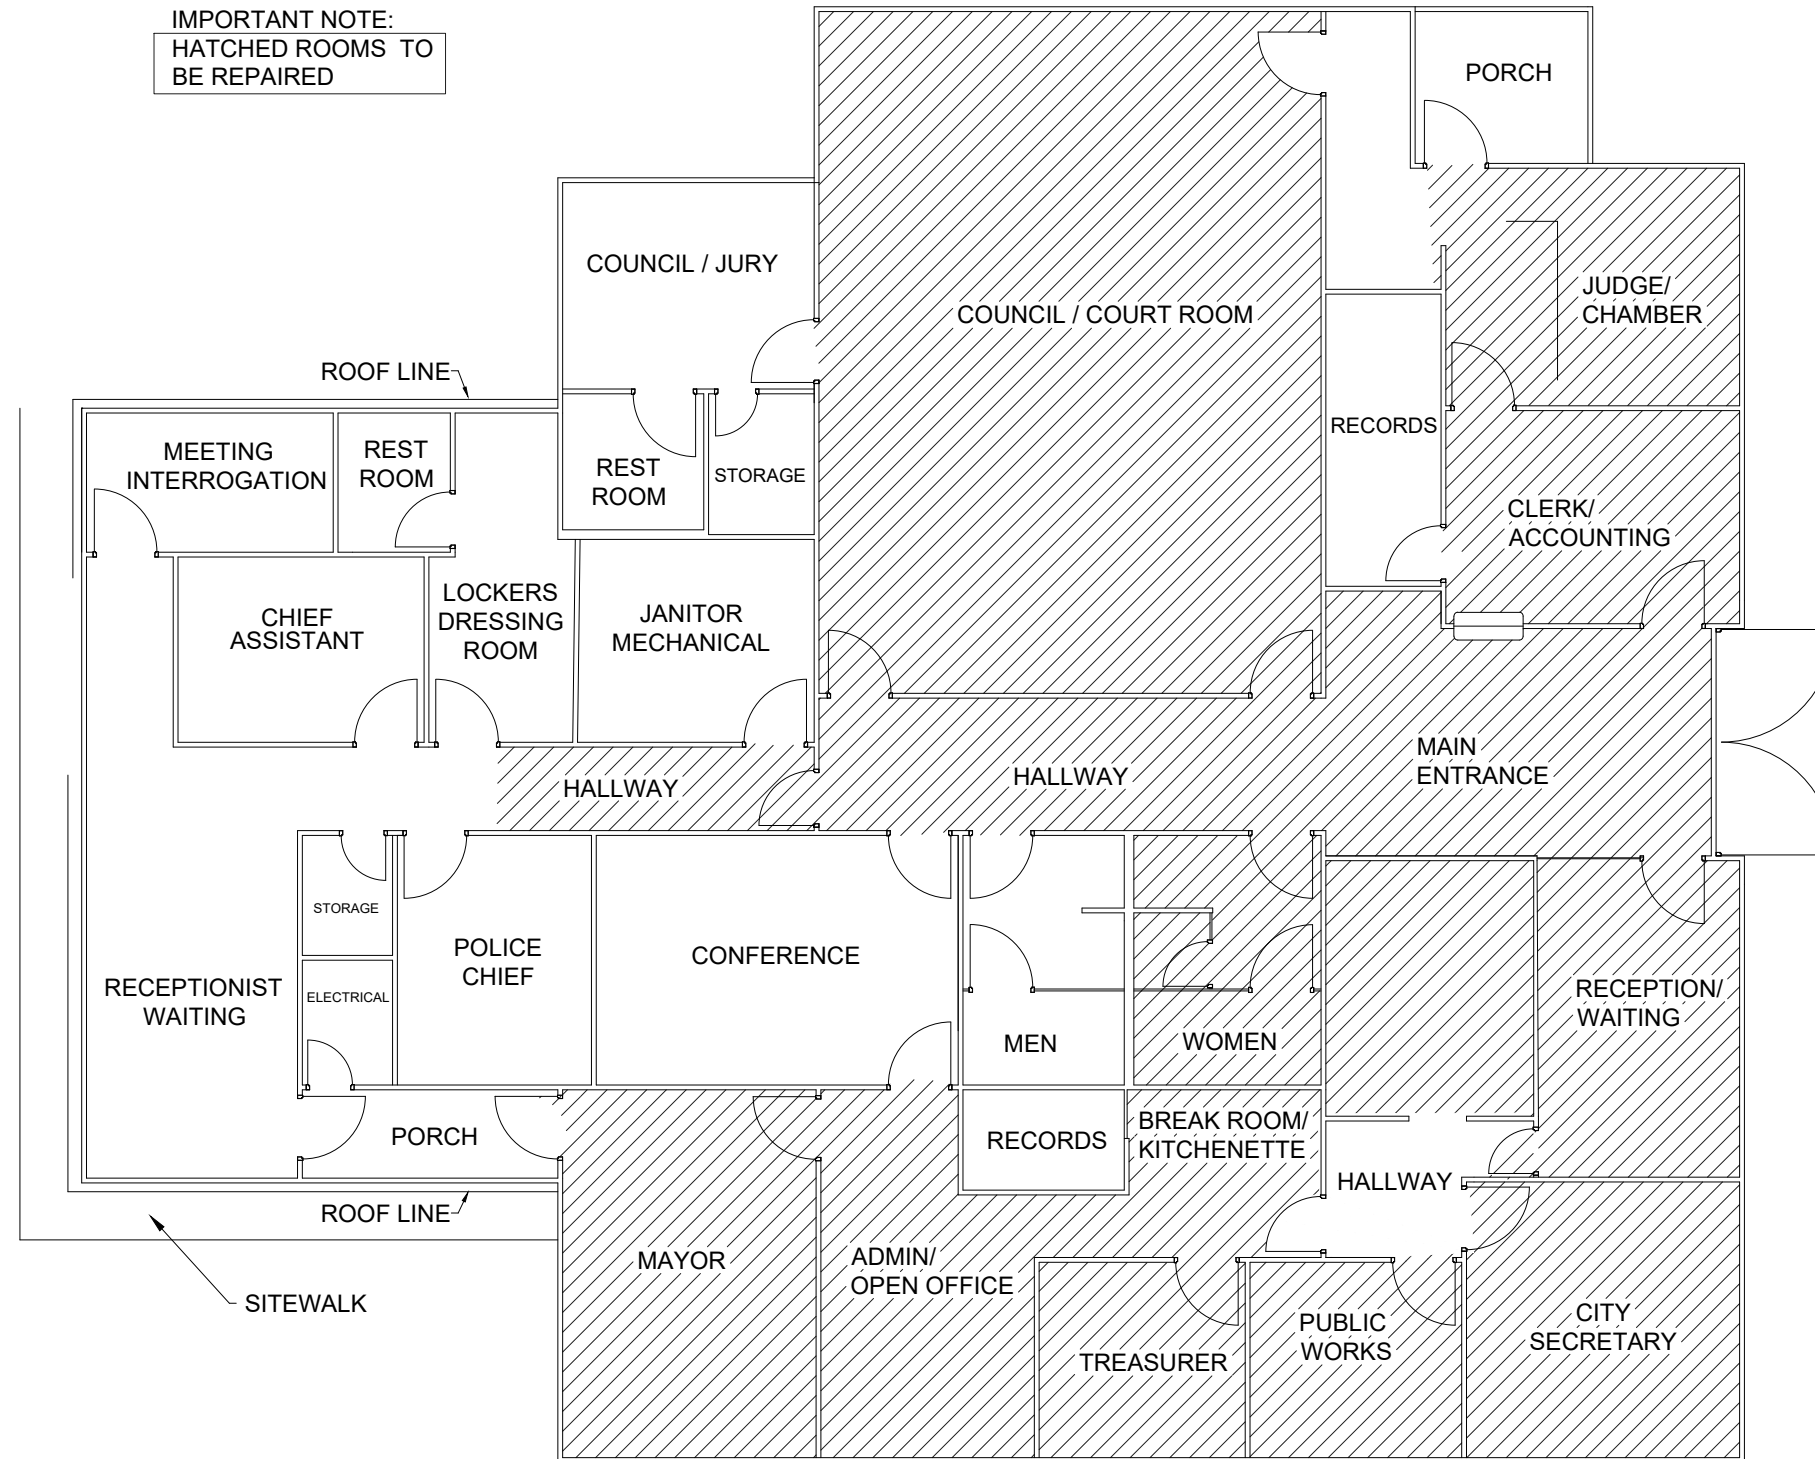 IMPORTANT NOTE:
HATCHED ROOMS TO
BE REPAIRED
PORCH
COUNCIL / JURY
COUNCIL / COURT ROOM
JUDGE/
CHAMBER
ROOF LINE
MEETING
INTERROGATION
REST
ROOM
REST
ROOM
STORAGE
RECORDS
CLERK/
ACCOUNTING
CHIEF
ASSISTANT
LOCKERS
DRESSING
ROOM
JANITOR
MECHANICAL
HALLWAY
HALLWAY
MAIN
ENTRANCE
STORAGE
POLICE
CHIEF
CONFERENCE
RECEPTIONIST
WAITING
ELECTRICAL
MEN
WOMEN
RECEPTION/
WAITING
PORCH
RECORDS
BREAK ROOM/
KITCHENETTE
HALLWAY
ROOF LINE
SITEWALK
MAYOR
ADMIN/
OPEN OFFICE
TREASURER
PUBLIC
WORKS
CITY
SECRETARY